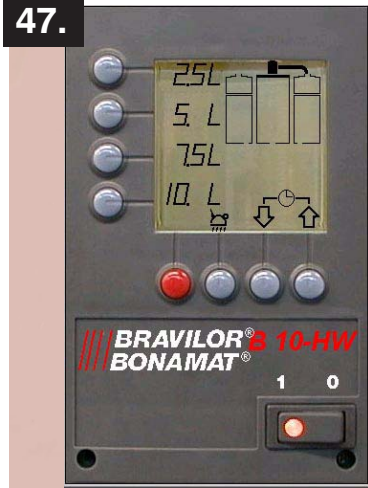 47.
2,5L
5. L
7,5L
10. L
BRAVILOR® B 10-HW
BONAMAT®
1 0